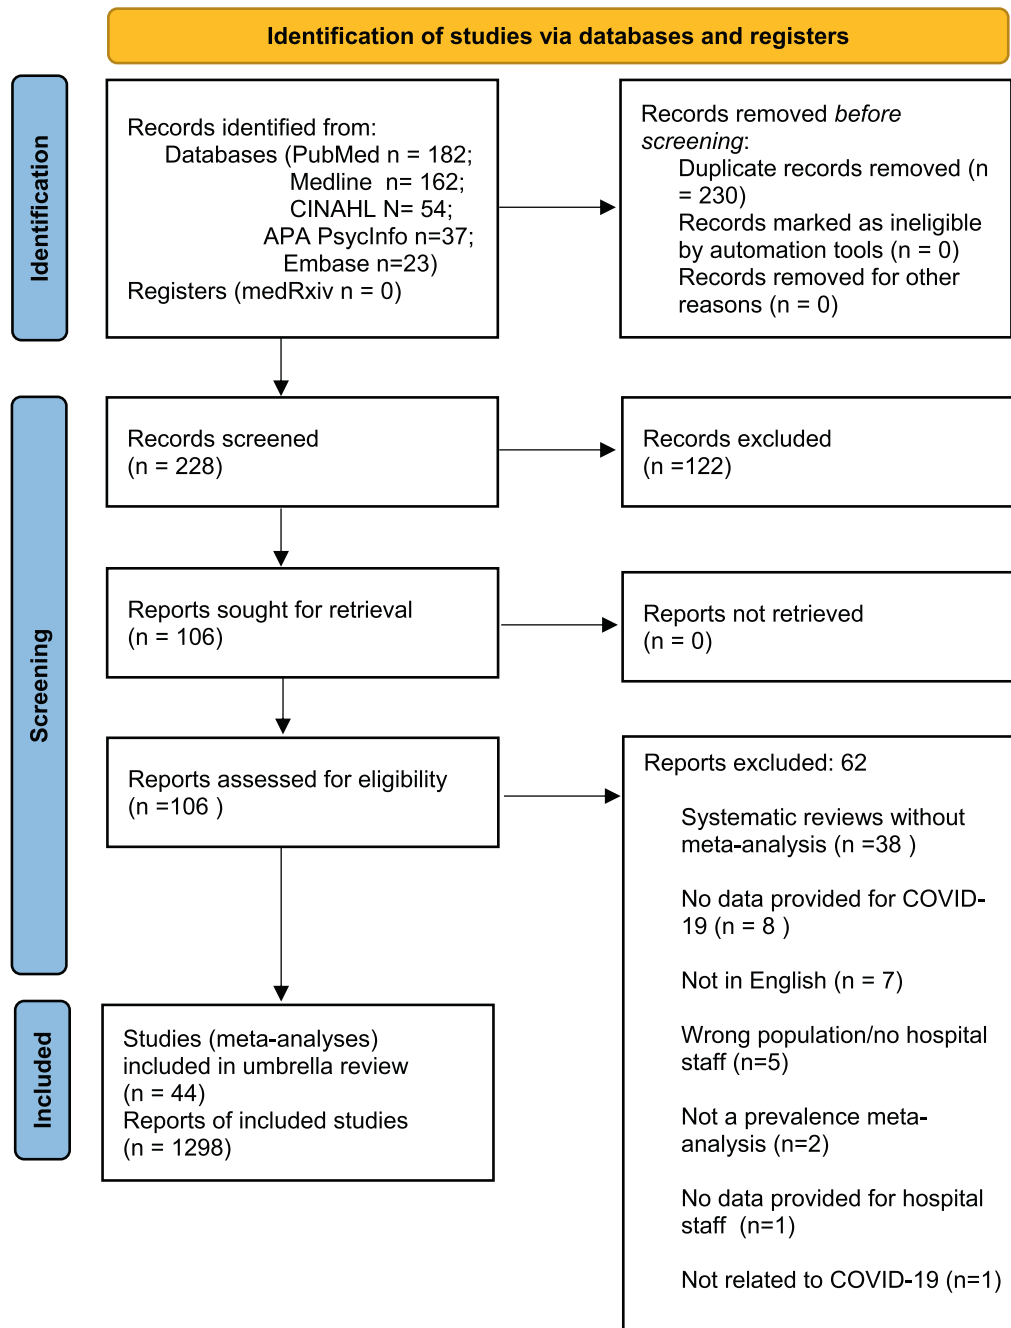 Identification of studies via databases and registers
Identification
Records identified from:
Databases (PubMed n = 182;
Medline n= 162;
CINAHL N= 54;
APA PsycInfo n=37;
Embase n=23)
Registers (medRxiv n = 0)
Records removed before
screening:
Duplicate records removed (n
= 230)
Records marked as ineligible
by automation tools (n = 0)
Records removed for other
reasons (n = 0)
Screening
Records screened
(n = 228)
Records excluded
(n =122)
Reports sought for retrieval
(n = 106)
Reports not retrieved
(n = 0)
Reports assessed for eligibility
(n =106 )
Reports excluded: 62
Systematic reviews without
meta-analysis (n =38 )
No data provided for COVID-
19 (n = 8 )
Not in English (n = 7)
Wrong population/no hospital
staff (n=5)
Not a prevalence meta-
analysis (n=2)
No data provided for hospital
staff (n=1)
Not related to COVID-19 (n=1)
Included
Studies (meta-analyses)
included in umbrella review
(n = 44)
Reports of included studies
(n = 1298)